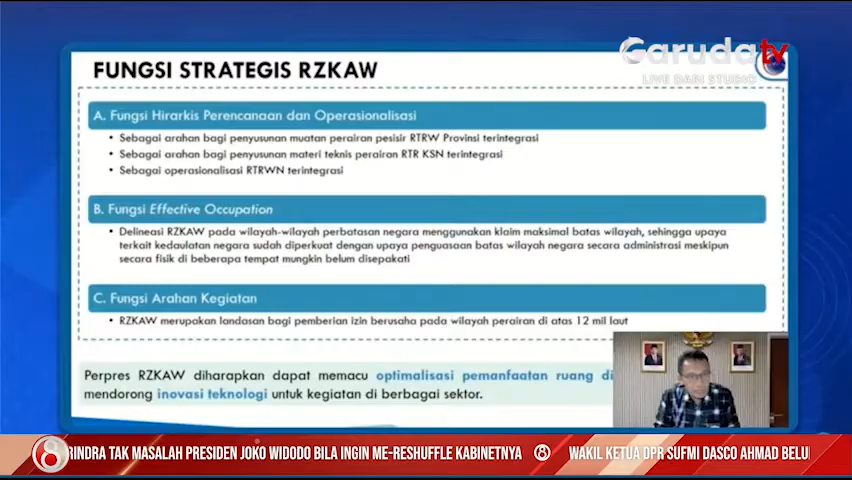 Garudatv
LIVE DARI STUDIO
FUNGSI STRATEGIS RZKAW
A. Fungsi Hirarkis Perencanaan dan Operasionalisasi
• Sebagai arahan bagi penyusunan muatan perairan pesisir RTRW Provinsi terintegrasi
• Sebagai arahan bagi penyusunan materi teknis perairan RTR KSN terintegrasi
• Sebagai operasionalisasi RTRWN terintegrasi
B. Fungsi Effective Occupation
• Delineasi RZKAW pada wilayah-wilayah perbatasan negara menggunakan klaim maksimal batas wilayah, sehingga upaya
terkait kedaulatan negara sudah diperkuat dengan upaya penguasaan batas wilayah negara secara administrasi meskipun
secara fisik di beberapa tempat mungkin belum disepakati
C. Fungsi Arahan Kegiatan
• RZKAW merupakan landasan bagi pemberian izin berusaha pada wilayah perairan di atas 12 mil laut
Perpres RZKAW diharapkan dapat memacu optimalisasi pemanfaatan ruang di
mendorong inovasi teknologi untuk kegiatan di berbagai sektor.
RINDRA TAK MASALAH PRESIDEN JOKO WIDODO BILA INGIN ME-RESHUFFLE KABINETNYA 8 WAKIL KETUA DPR SUFMI DASCO AHMAD BELU